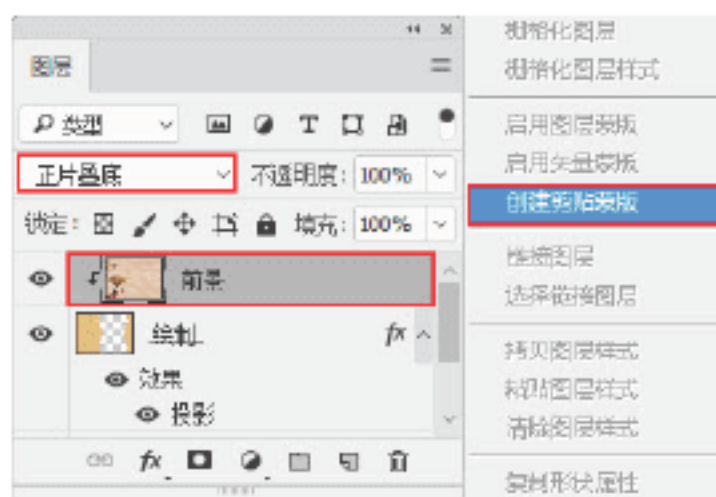 图层
类型
正片叠底
不透明度: 100%
锁定:
填充: 100%
前景
绘制
fx
效果
投影
fx
栅格化图层
栅格化图层样式
启用图层蒙版
启用矢量蒙版
创建剪贴蒙版
链接图层
选择链接图层
拷贝图层样式
粘贴图层样式
清除图层样式
复制形状属性